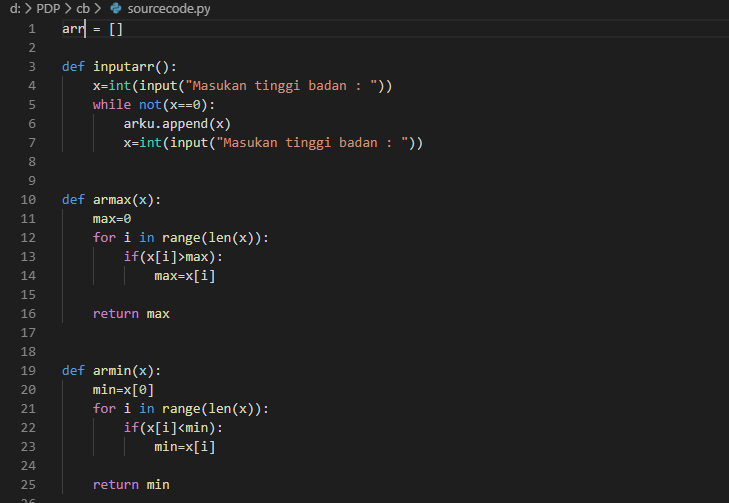 d: > PDP > cb > sourcecode.py
1 arr = []
2
3 def inputarr():
4     x=int(input("Masukan tinggi badan : "))
5     while not(x==0):
6         arku.append(x)
7         x=int(input("Masukan tinggi badan : "))
8
9
10 def armax(x):
11     max=0
12     for i in range(len(x)):
13         if(x[i]>max):
14             max=x[i]
15
16     return max
17
18
19 def armin(x):
20     min=x[0]
21     for i in range(len(x)):
22         if(x[i]<min):
23             min=x[i]
24
25     return min